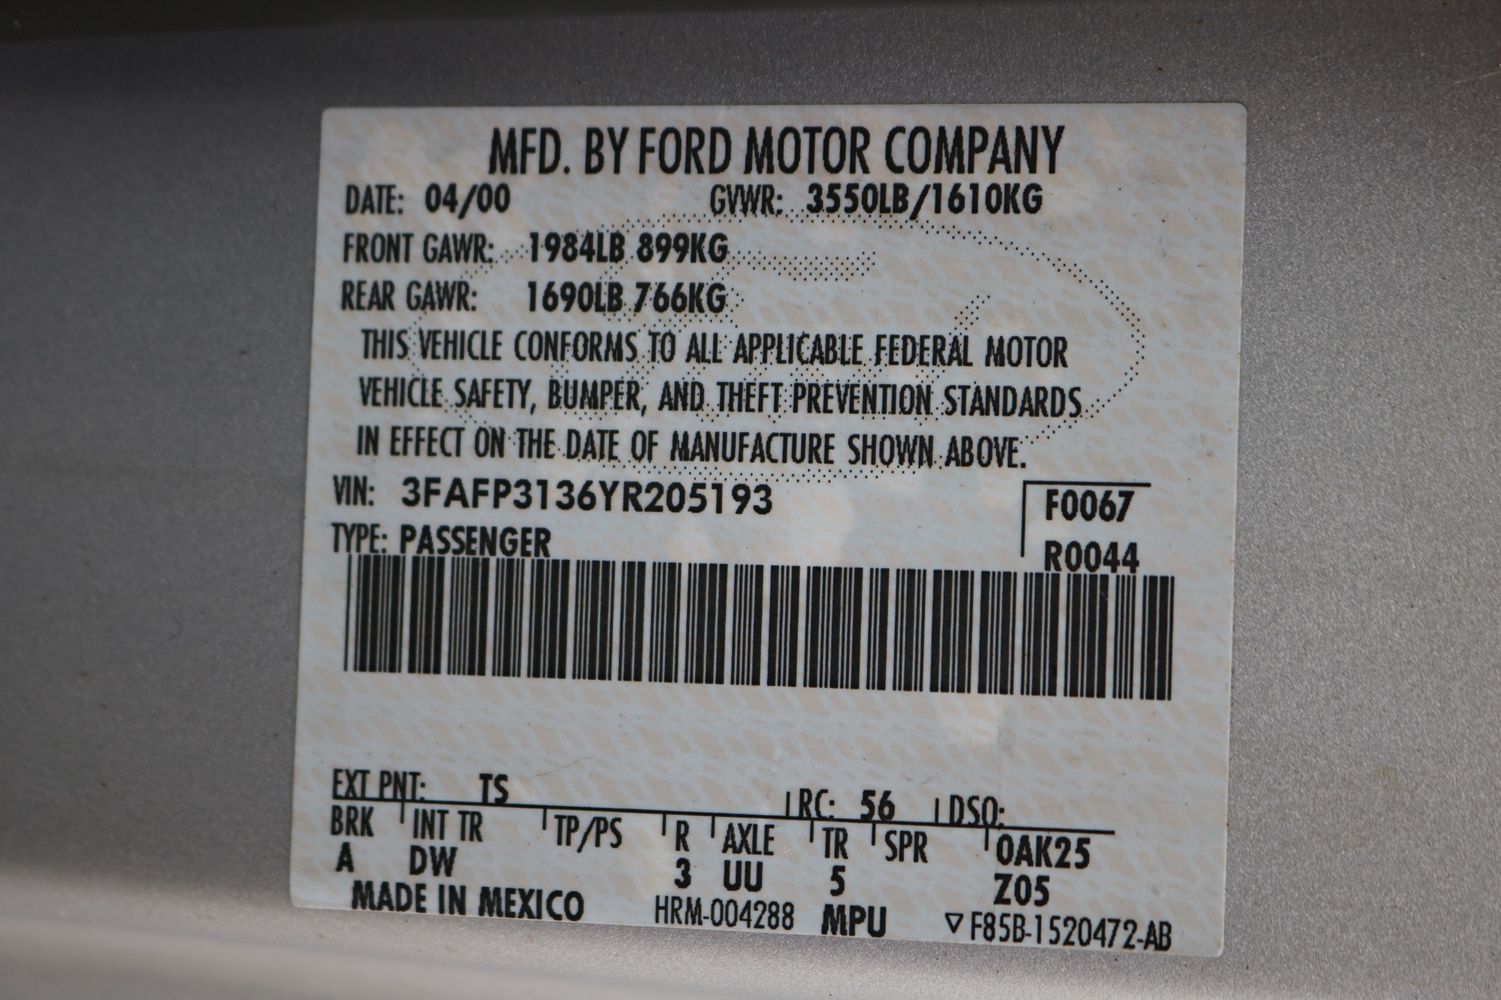 MFD. BY FORD MOTOR COMPANY
DATE: 04/00 GVWR: 3550LB/1610KG
FRONT GAWR: 1984LB 899KG
REAR GAWR: 1690LB 766KG
THIS VEHICLE CONFORMS TO ALL APPLICABLE FEDERAL MOTOR
VEHICLE SAFETY, BUMPER, AND THEFT PREVENTION STANDARDS
IN EFFECT ON THE DATE OF MANUFACTURE SHOWN ABOVE.
VIN: 3FAFP3136YR205193 F0067
TYPE: PASSENGER R0044
EXT PNT: TS RC: 56 DSO:
BRK INT TR TP/PS R AXLE TR SPR 0AK25
A DW 3 UU 5 Z05
MADE IN MEXICO HRM-004288 MPU ▽ F85B-1520472-AB